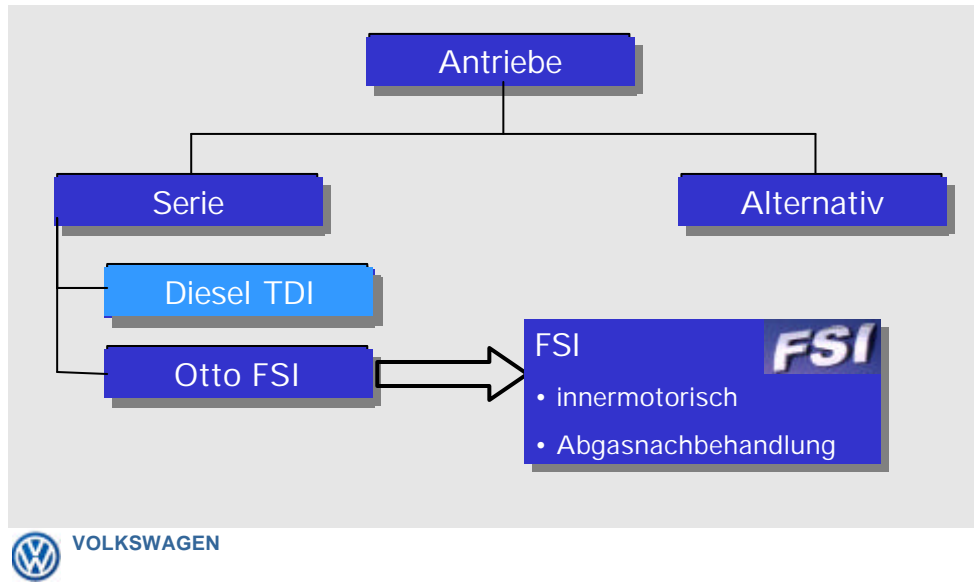 Antriebe
Serie
Alternativ
Diesel TDI
Otto FSI
FSI
FSI
• innermotorisch
• Abgasnachbehandlung
VOLKSWAGEN